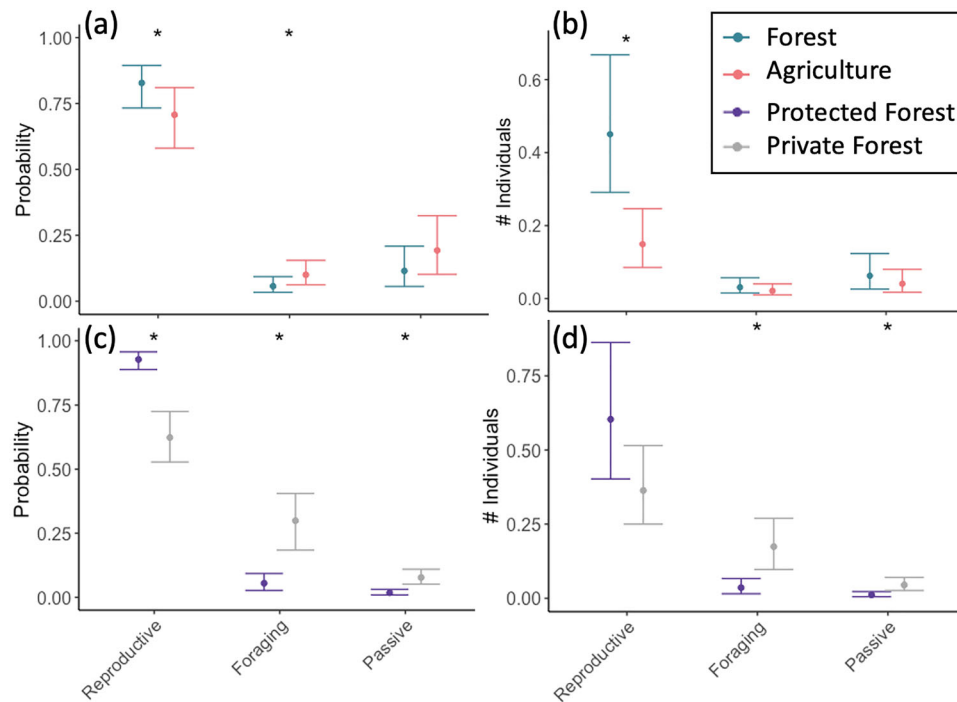 (a)
*
*
1.00
0.75
0.50
0.25
0.00
Probability
(b)
*
0.6
0.4
0.2
0.0
# Individuals
Forest
Agriculture
Protected Forest
Private Forest
(c)
*
*
*
1.00
0.75
0.50
0.25
0.00
Probability
Reproductive
Foraging
Passive
(d)
*
*
0.75
0.50
0.25
0.00
# Individuals
Reproductive
Foraging
Passive